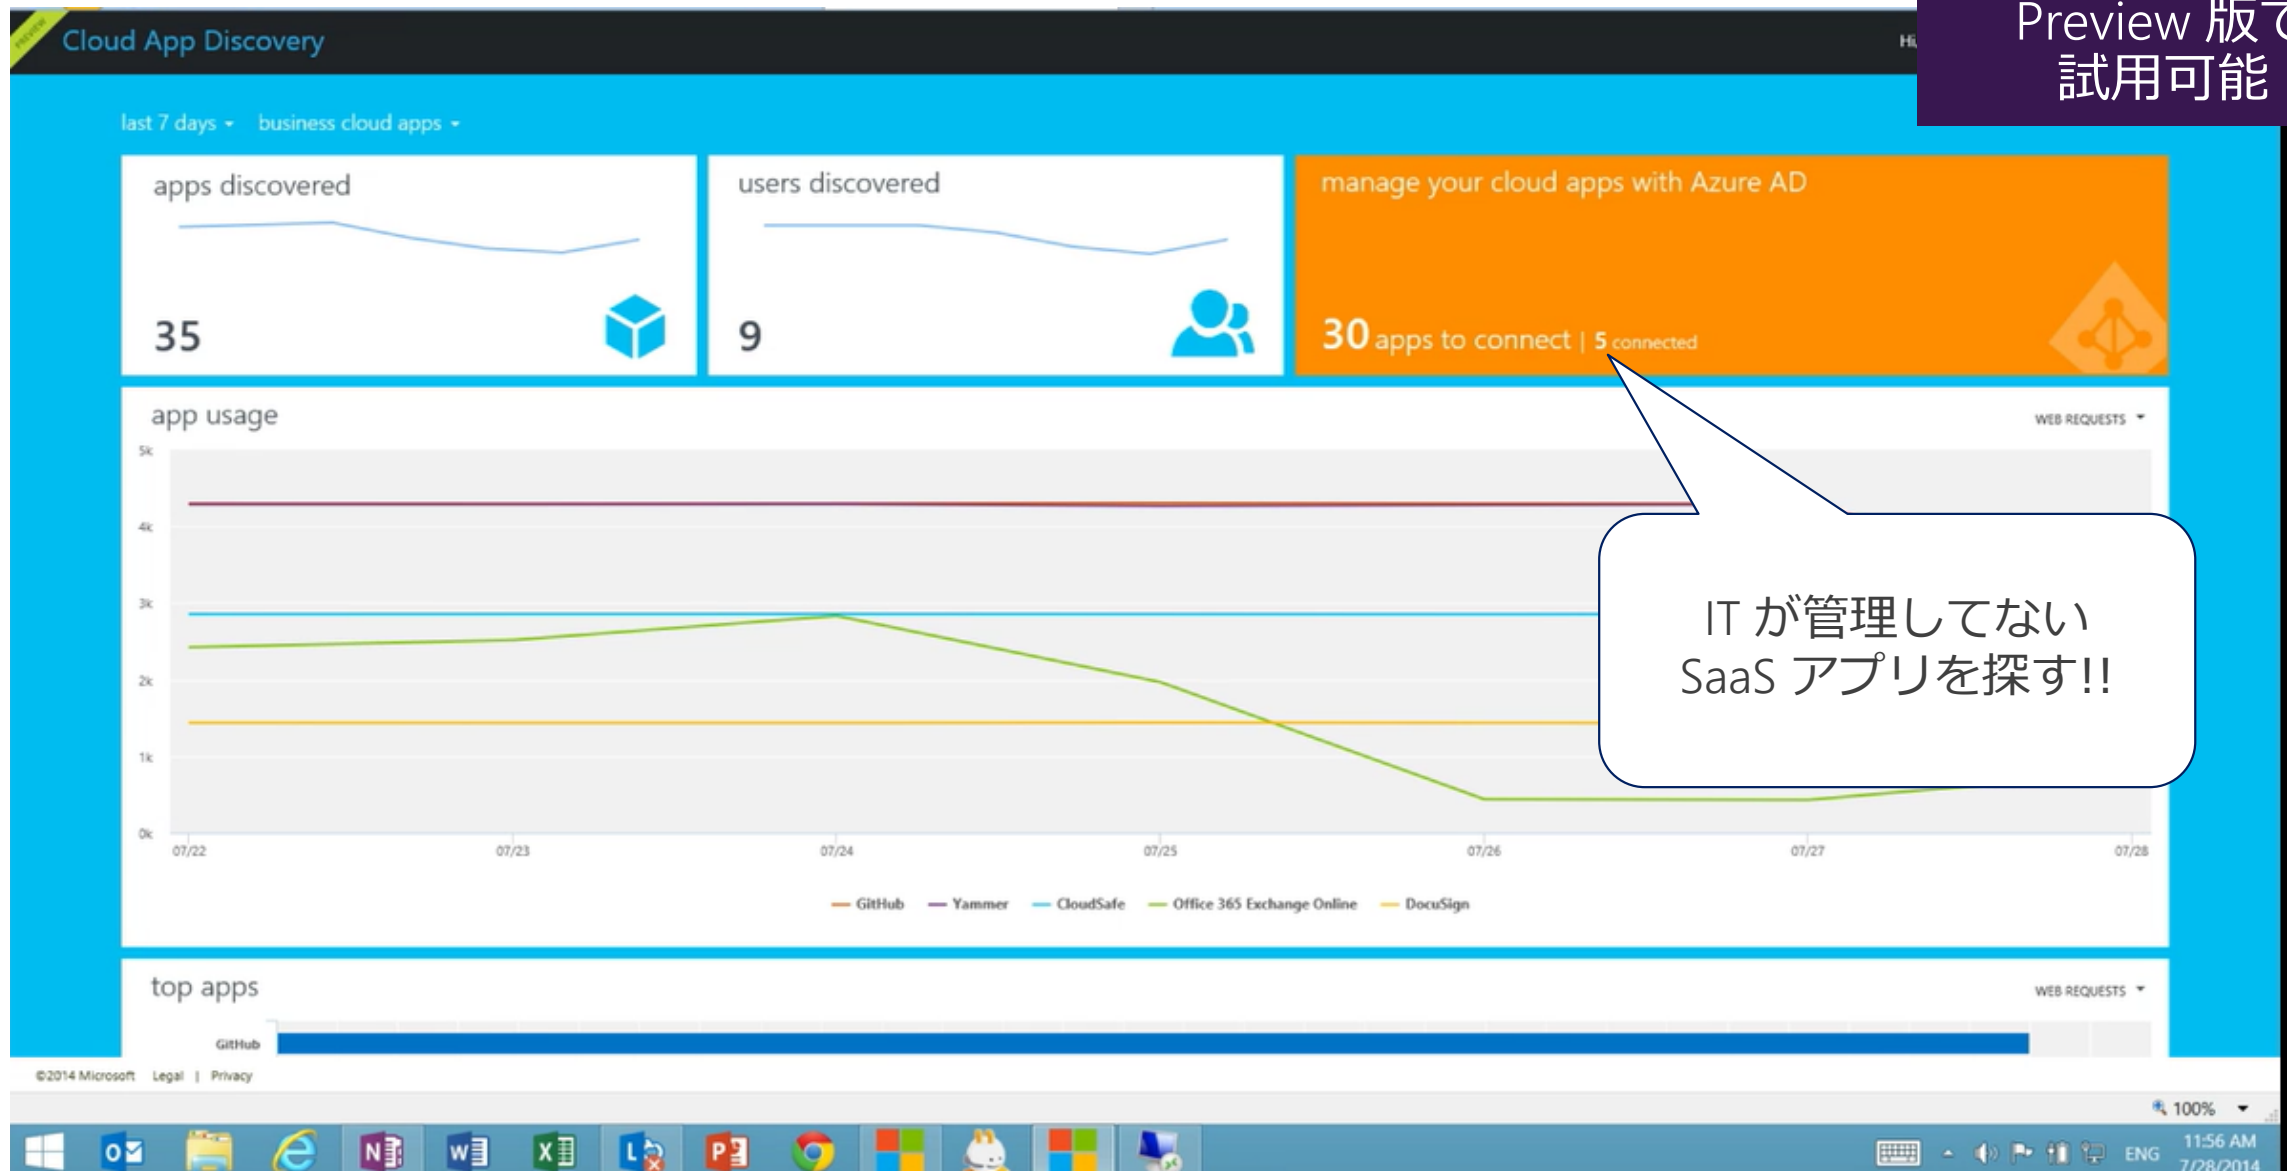 PREVIEW
Cloud App Discovery
Hi,
Preview 版で
試用可能
last 7 days
business cloud apps
apps discovered
35
users discovered
9
manage your cloud apps with Azure AD
30 apps to connect | 5 connected
app usage
WEB REQUESTS
5k
4k
3k
2k
1k
0k
07/22
07/23
07/24
07/25
07/26
07/27
07/28
IT が管理してない
SaaS アプリを探す!!
GitHub
Yammer
CloudSafe
Office 365 Exchange Online
DocuSign
top apps
WEB REQUESTS
GitHub
©2014 Microsoft Legal | Privacy
100%
ENG
11:56 AM
7/28/2014